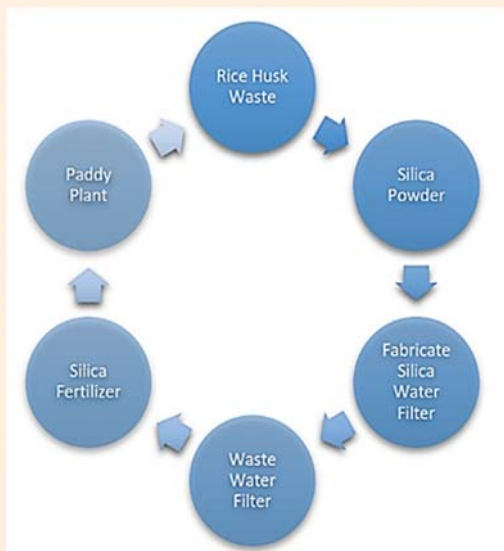 Rice Husk
Waste
Silica
Powder
Fabricate
Silica
Water
Filter
Waste
Water
Filter
Silica
Fertilizer
Paddy
Plant